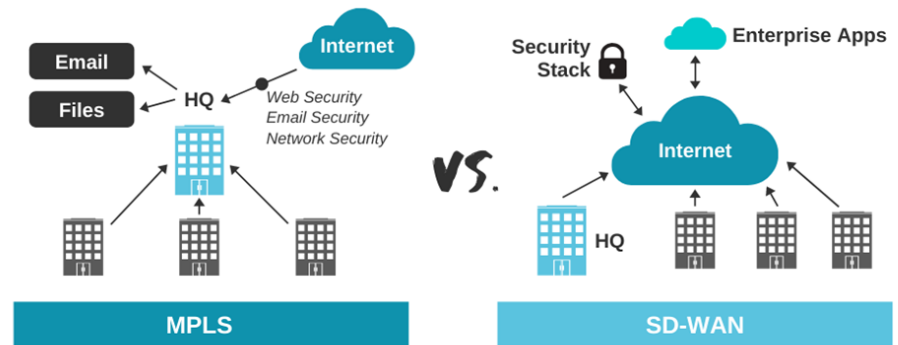 Email
Files
HQ
Internet
Web Security
Email Security
Network Security
MPLS
VS.
Security
Stack
Enterprise Apps
Internet
HQ
SD-WAN